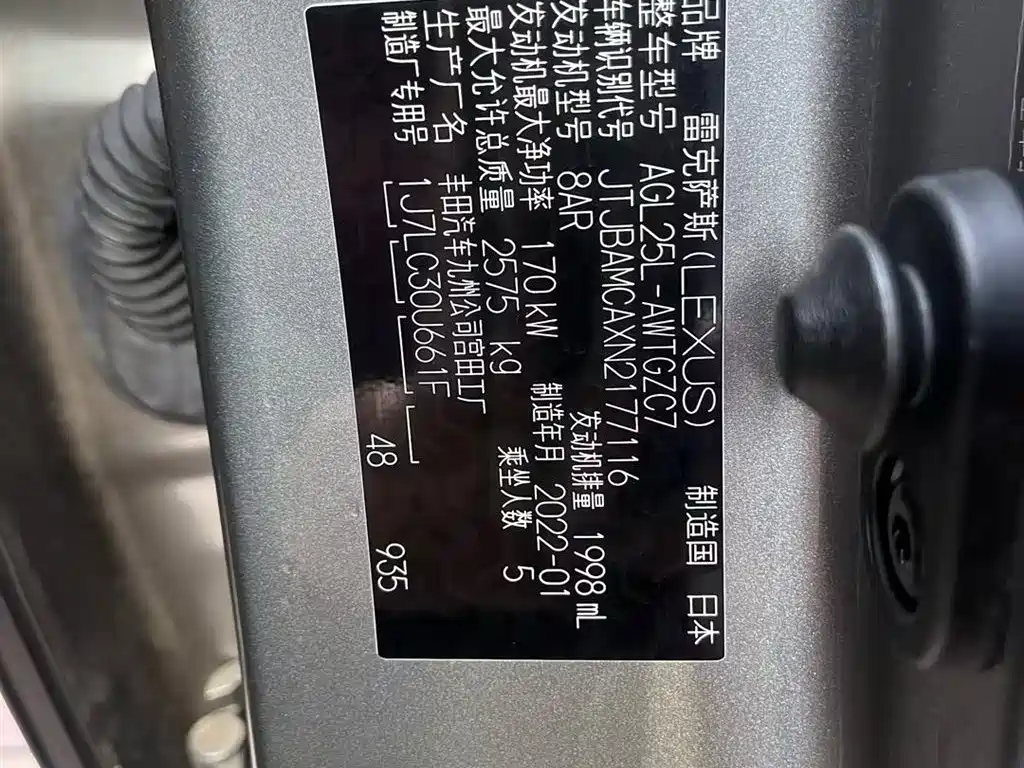 品牌 雷克萨斯(LEXUS) 制造国 日本
整车型号 AGL25L-AWTGZC7
车辆识别代号 JTJBAMCAXN2177116
发动机型号 8AR 发动机排量 1998 mL
发动机最大净功率 170 kW 制造年月 2022-01
最大允许总质量 2575 kg 乘坐人数 5
生产厂名 丰田汽车九州公司宫田工厂
制造厂专用号 1J7LC30U661F 48 935